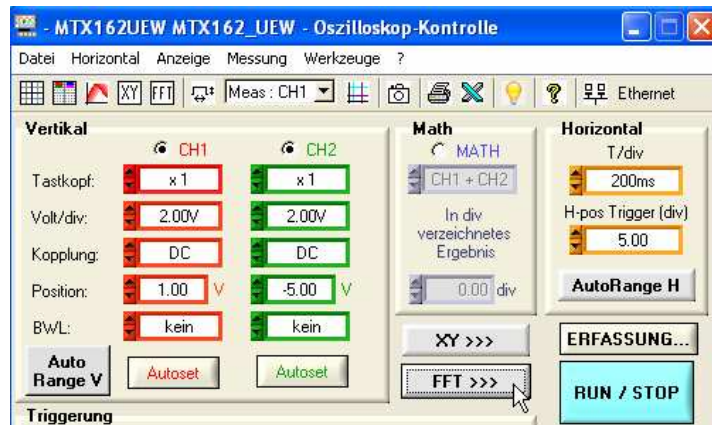 - MTX162UEW MTX162_UEW - Oszilloskop-Kontrolle
Datei Horizontal Anzeige Messung Werkzeuge ?
XY FFT Meas : CH1 ? Ethernet
Vertikal
CH1 CH2
Tastkopf: x 1 x 1
Volt/div: 2.00V 2.00V
Kopplung: DC DC
Position: 1.00 V -5.00 V
BWL: kein kein
Auto Range V
Autoset Autoset
Math
MATH
CH1 + CH2
In div
verzeichnetes
Ergebnis
0.00 div
XY >>>
FFT >>>
Horizontal
T/div
200ms
H-pos Trigger (div)
5.00
AutoRange H
ERFASSUNG...
RUN / STOP
Triggerung